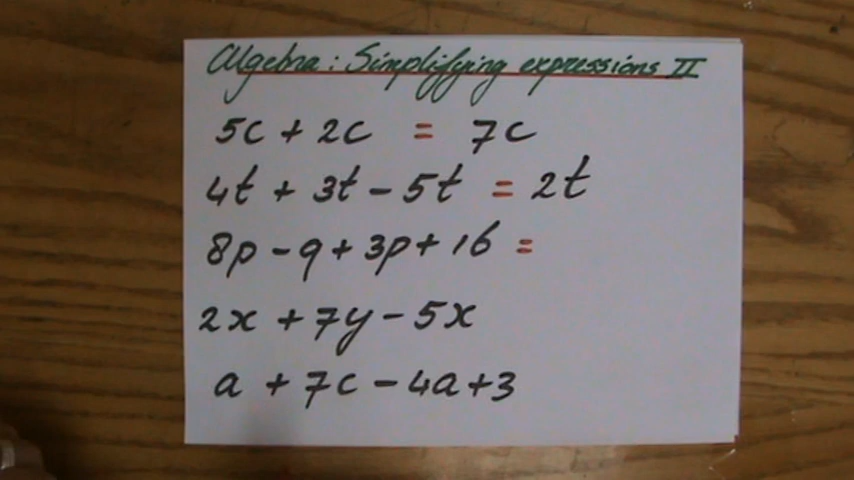 Algebra: Simplifying expressions II
5c + 2c = 7c
4t + 3t - 5t = 2t
8p - 9 + 3p + 16 =
2x + 7y - 5x
a + 7c - 4a + 3